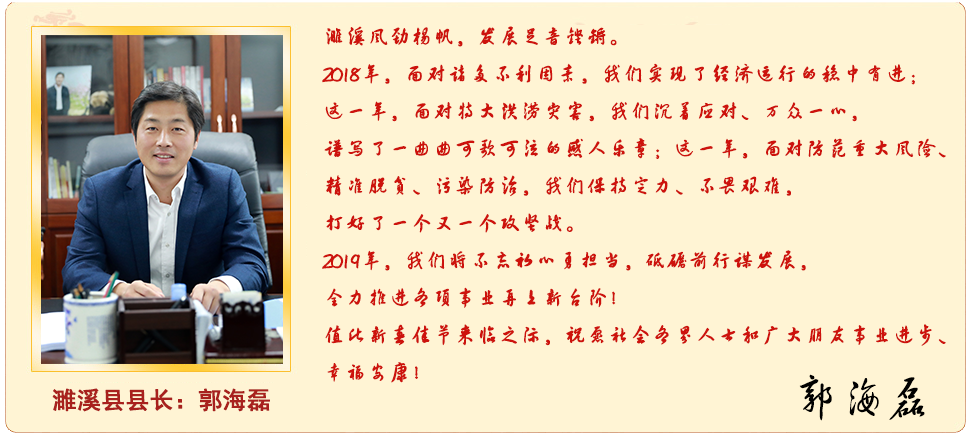 濉溪风劲扬帆，发展足音铿锵。
2018年，面对诸多不利因素，我们实现了经济运行的稳中有进；
这一年，面对特大洪涝灾害，我们沉着应对、万众一心，
谱写了一曲曲可歌可泣的感人乐章；这一年，面对防范重大风险、
精准脱贫、污染防治，我们保持定力、不畏艰难，
打好了一个又一个攻坚战。
2019年，我们将不忘初心勇担当，砥砺前行谋发展，
全力推进各项事业再上新台阶！
值此新春佳节来临之际，祝愿社会各界人士和广大朋友事业进步、
幸福安康！
濉溪县县长：郭海磊
郭海磊